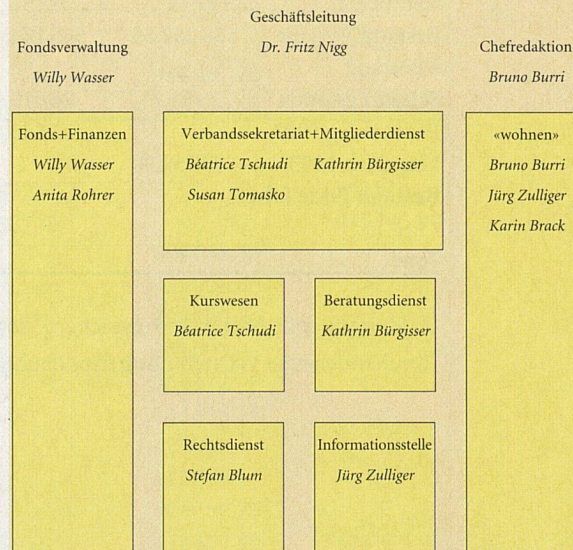 Geschäftsleitung
Dr. Fritz Nigg
Fondsverwaltung
Willy Wasser
Chefredaktion
Bruno Burri
Fonds+Finanzen
Willy Wasser
Anita Rohrer
Verbandssekretariat+Mitgliederdienst
Béatrice Tschudi Kathrin Bürgisser
Susan Tomasko
«wohnen»
Bruno Burri
Jürg Zulliger
Karin Brack
Kurswesen
Béatrice Tschudi
Beratungsdienst
Kathrin Bürgisser
Rechtsdienst
Stefan Blum
Informationsstelle
Jürg Zulliger